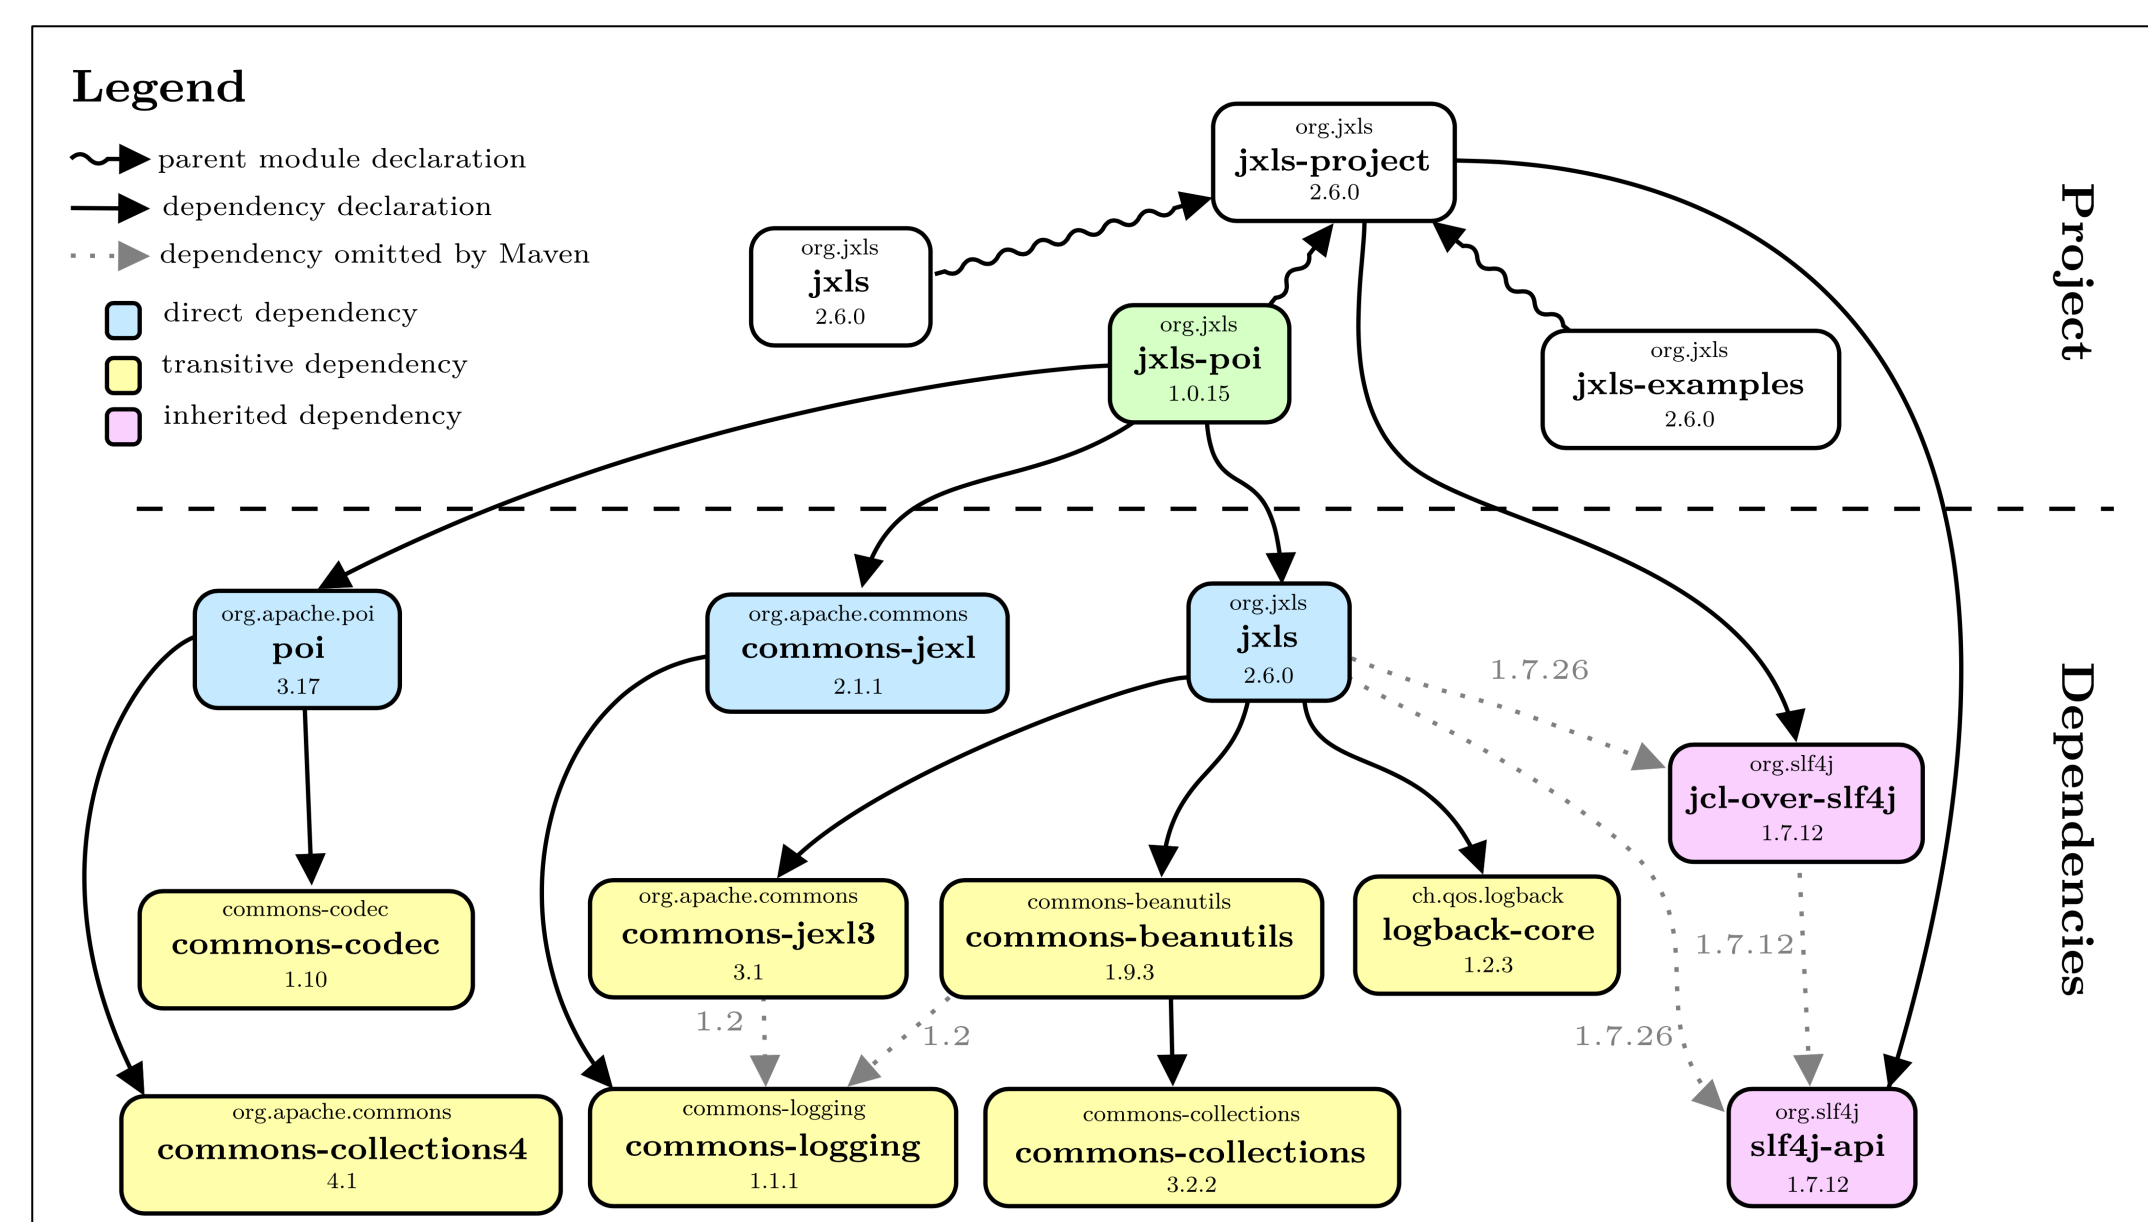 Legend
parent module declaration
dependency declaration
dependency omitted by Maven
direct dependency
transitive dependency
inherited dependency
org.jxls
jxls-project
2.6.0
org.jxls
jxls
2.6.0
org.jxls
jxls-poi
1.0.15
org.jxls
jxls-examples
2.6.0
Project
org.apache.poi
poi
3.17
org.apache.commons
commons-jexl
2.1.1
org.jxls
jxls
2.6.0
1.7.26
org.slf4j
jcl-over-slf4j
1.7.12
Dependencies
commons-codec
commons-codec
1.10
org.apache.commons
commons-jexl3
3.1
commons-beanutils
commons-beanutils
1.9.3
ch.qos.logback
logback-core
1.2.3
1.7.12
1.2
1.2
1.7.26
org.apache.commons
commons-collections4
4.1
commons-logging
commons-logging
1.1.1
commons-collections
commons-collections
3.2.2
org.slf4j
slf4j-api
1.7.12